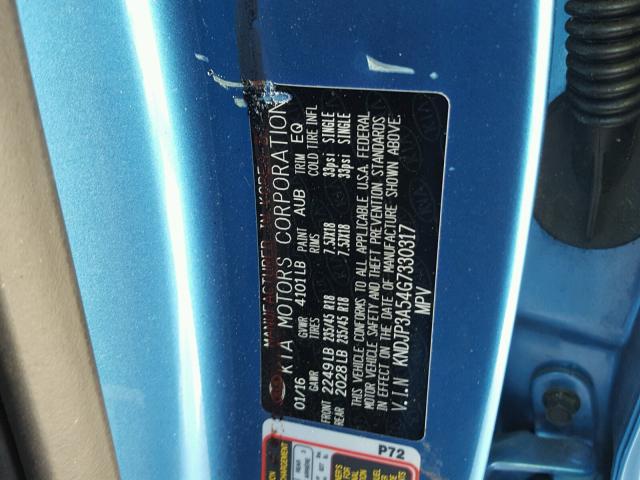 MANUFACTURED IN KOREA
KIA MOTORS CORPORATION
01/16 GVWR 4101LB PAINT AUB TRIM EQ
GAWR TIRES RIMS COLD TIRE INFL
FRONT 2249LB 235/45 R18 7.5JX18 33psi SINGLE
REAR 2028LB 235/45 R18 7.5JX18 33psi SINGLE
THIS VEHICLE CONFORMS TO ALL APPLICABLE U.S.A. FEDERAL
MOTOR VEHICLE SAFETY AND THEFT PREVENTION STANDARDS
IN EFFECT ON THE DATE OF MANUFACTURE SHOWN ABOVE.
V.I.N KNDJP3A54G7330317
MPV
P72